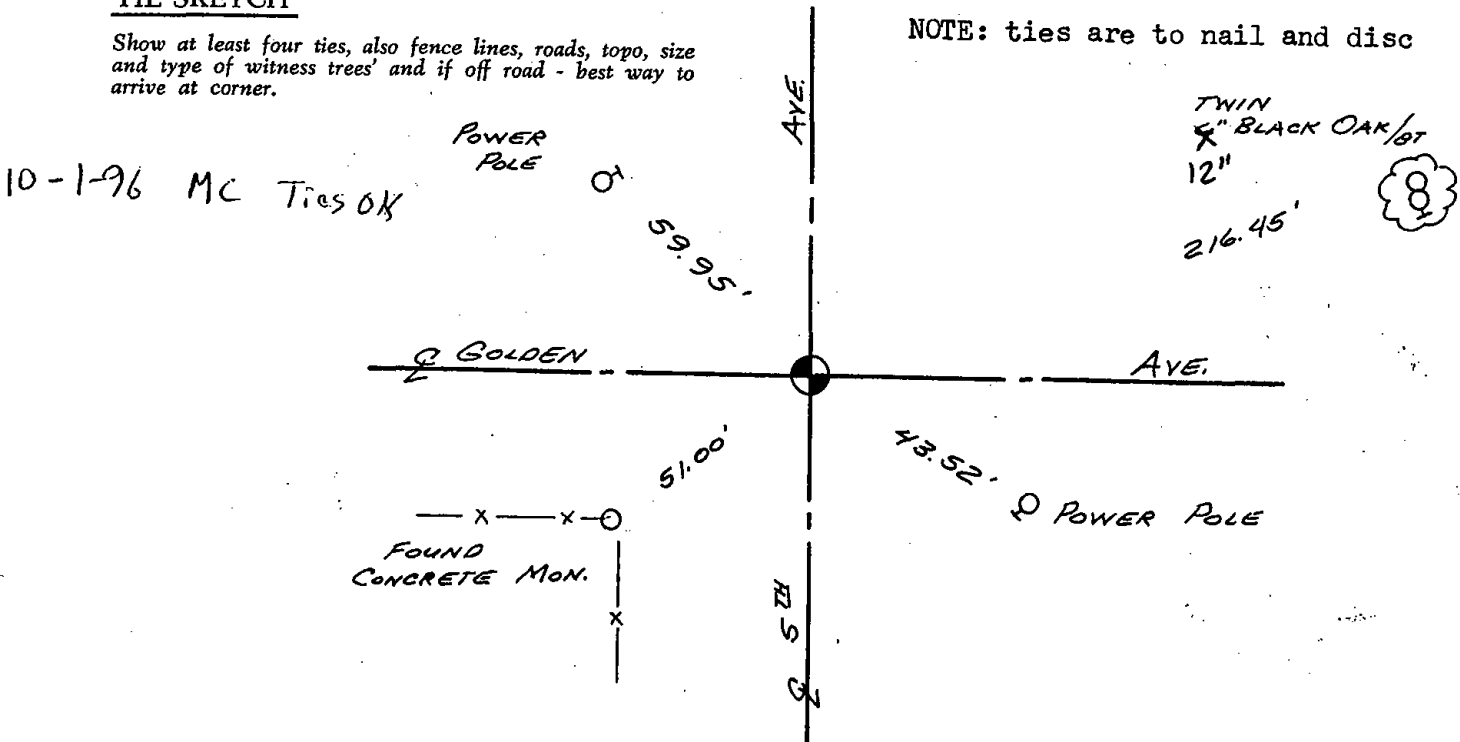 TIE SKETCH
Show at least four ties, also fence lines, roads, topo, size
and type of witness trees' and if off road - best way to
arrive at corner.
NOTE: ties are to nail and disc
10-1-96 MC Ties OK
POWER
POLE
59.95'
AVE.
TWIN
" BLACK OAK/BT
12"
216.45'
℄ GOLDEN
AVE.
51.00'
43.52'
POWER POLE
FOUND
CONCRETE MON.
℄ 5TH